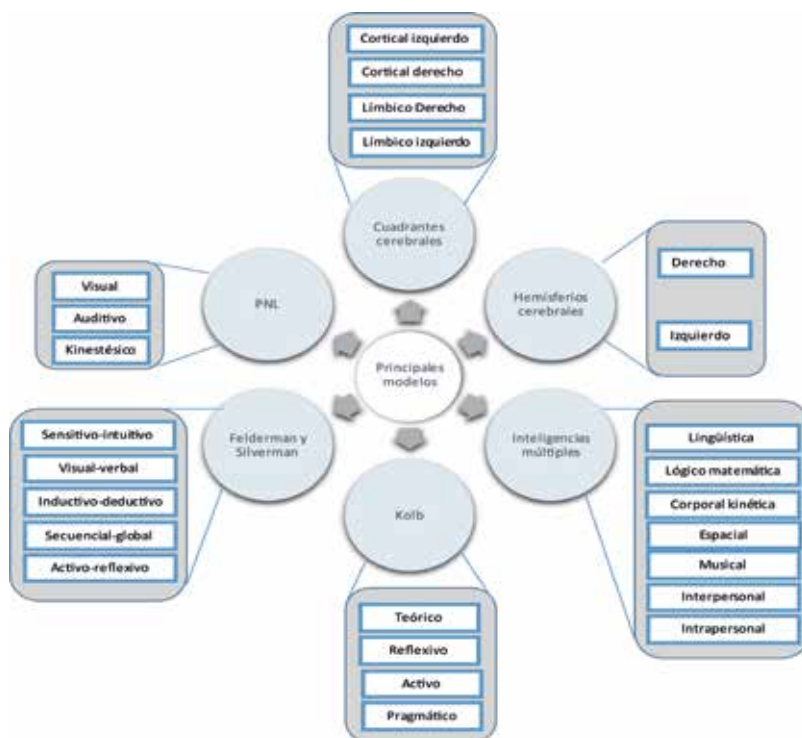 Cortical izquierdo
Cortical derecho
Límbico Derecho
Límbico izquierdo
Cuadrantes
cerebrales
Derecho
Izquierdo
Hemisferios
cerebrales
Visual
Auditivo
Kinestésico
PNL
Principales
modelos
Sensitivo-intuitivo
Visual-verbal
Inductivo-deductivo
Secuencial-global
Activo-reflexivo
Felderman y
Silverman
Inteligencias
múltiples
Lingüística
Lógico matemática
Corporal kinética
Espacial
Musical
Interpersonal
Intrapersonal
Kolb
Teórico
Reflexivo
Activo
Pragmático